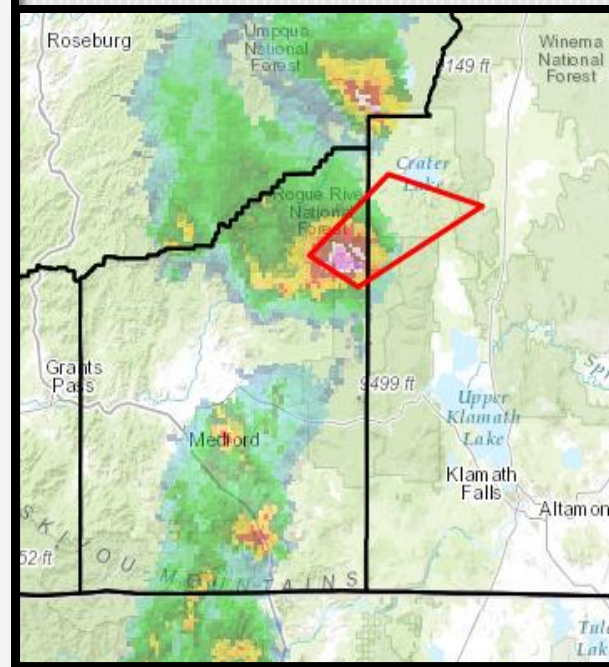 Roseburg
Umpqua
National
Forest
9149 ft
Winema
National
Forest
Crater
Lake
Rogue River
National
Forest
Grants
Pass
9499 ft
Upper
Klamath
Lake
Medford
Klamath
Falls
Altamon
52 ft
SKIYOU MOUNTAINS
Tule
Lak